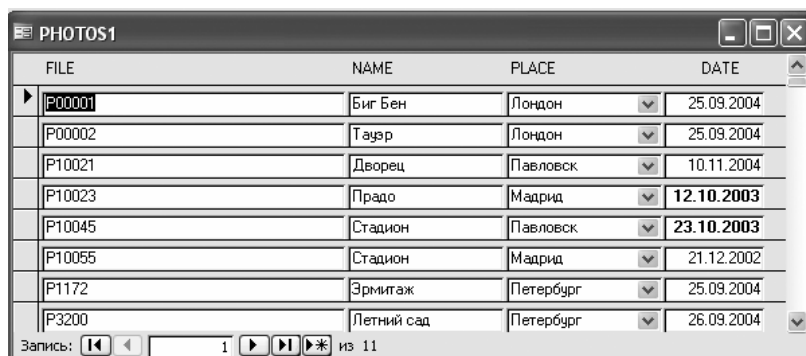 PHOTOS1
FILE NAME PLACE DATE
P00001 Биг Бен Лондон 25.09.2004
P00002 Тауэр Лондон 25.09.2004
P10021 Дворец Павловск 10.11.2004
P10023 Прадо Мадрид 12.10.2003
P10045 Стадион Павловск 23.10.2003
P10055 Стадион Мадрид 21.12.2002
P1172 Эрмитаж Петербург 25.09.2004
P3200 Летний сад Петербург 26.09.2004
Запись: 1 из 11